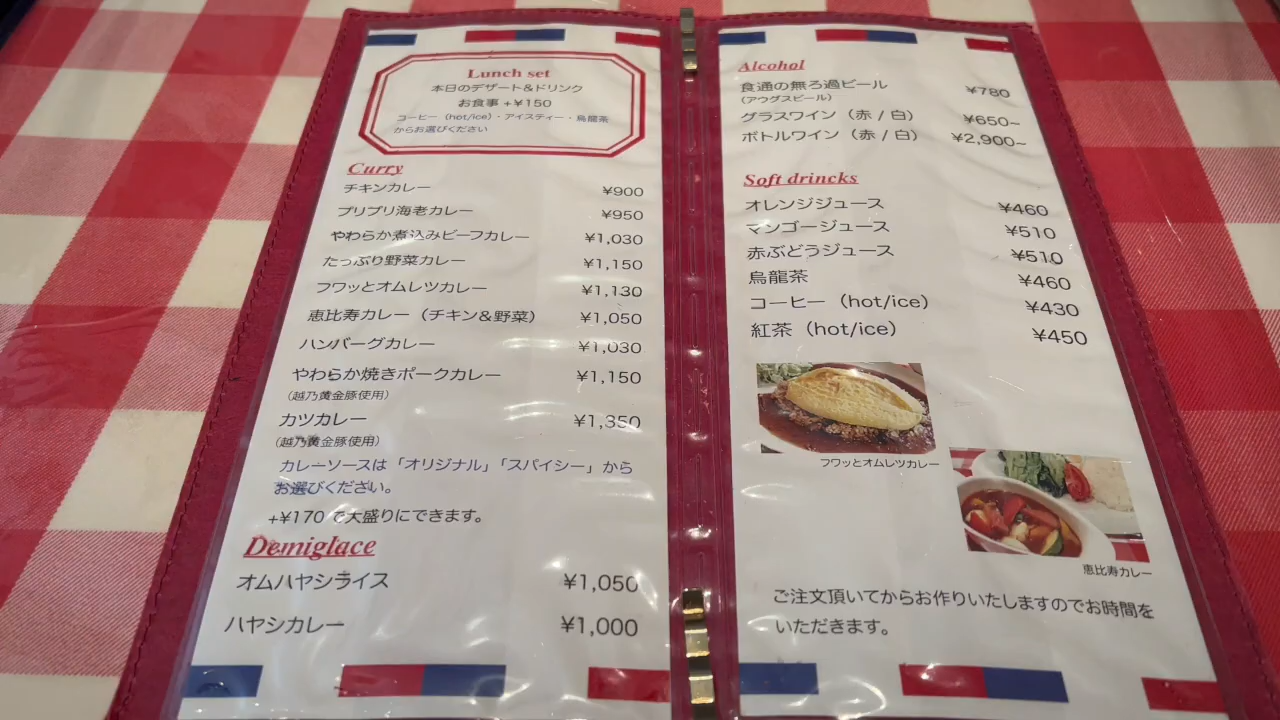 Lunch set
本日のデザート&ドリンク
お食事 +¥150
コーヒー（hot/ice）・アイスティー・烏龍茶
からお選びください
Curry
チキンカレー ¥900
プリプリ海老カレー ¥950
やわらか煮込みビーフカレー ¥1,030
たっぷり野菜カレー ¥1,150
フワッとオムレツカレー ¥1,130
恵比寿カレー（チキン&野菜） ¥1,050
ハンバーグカレー ¥1,030
やわらか焼きポークカレー ¥1,150
（越乃黄金豚使用）
カツカレー ¥1,350
（越乃黄金豚使用）
カレーソースは「オリジナル」「スパイシー」から
お選びください。
+¥170 で大盛りにできます。
Demiglace
オムハヤシライス ¥1,050
ハヤシカレー ¥1,000
Alcohol
食通の無ろ過ビール ¥780
（アウグスビール）
グラスワイン（赤 / 白） ¥650~
ボトルワイン（赤 / 白） ¥2,900~
Soft drincks
オレンジジュース ¥460
マンゴージュース ¥510
赤ぶどうジュース ¥510
烏龍茶 ¥460
コーヒー（hot/ice） ¥430
紅茶（hot/ice） ¥450
フワッとオムレツカレー
恵比寿カレー
ご注文頂いてからお作りいたしますのでお時間を
いただきます。